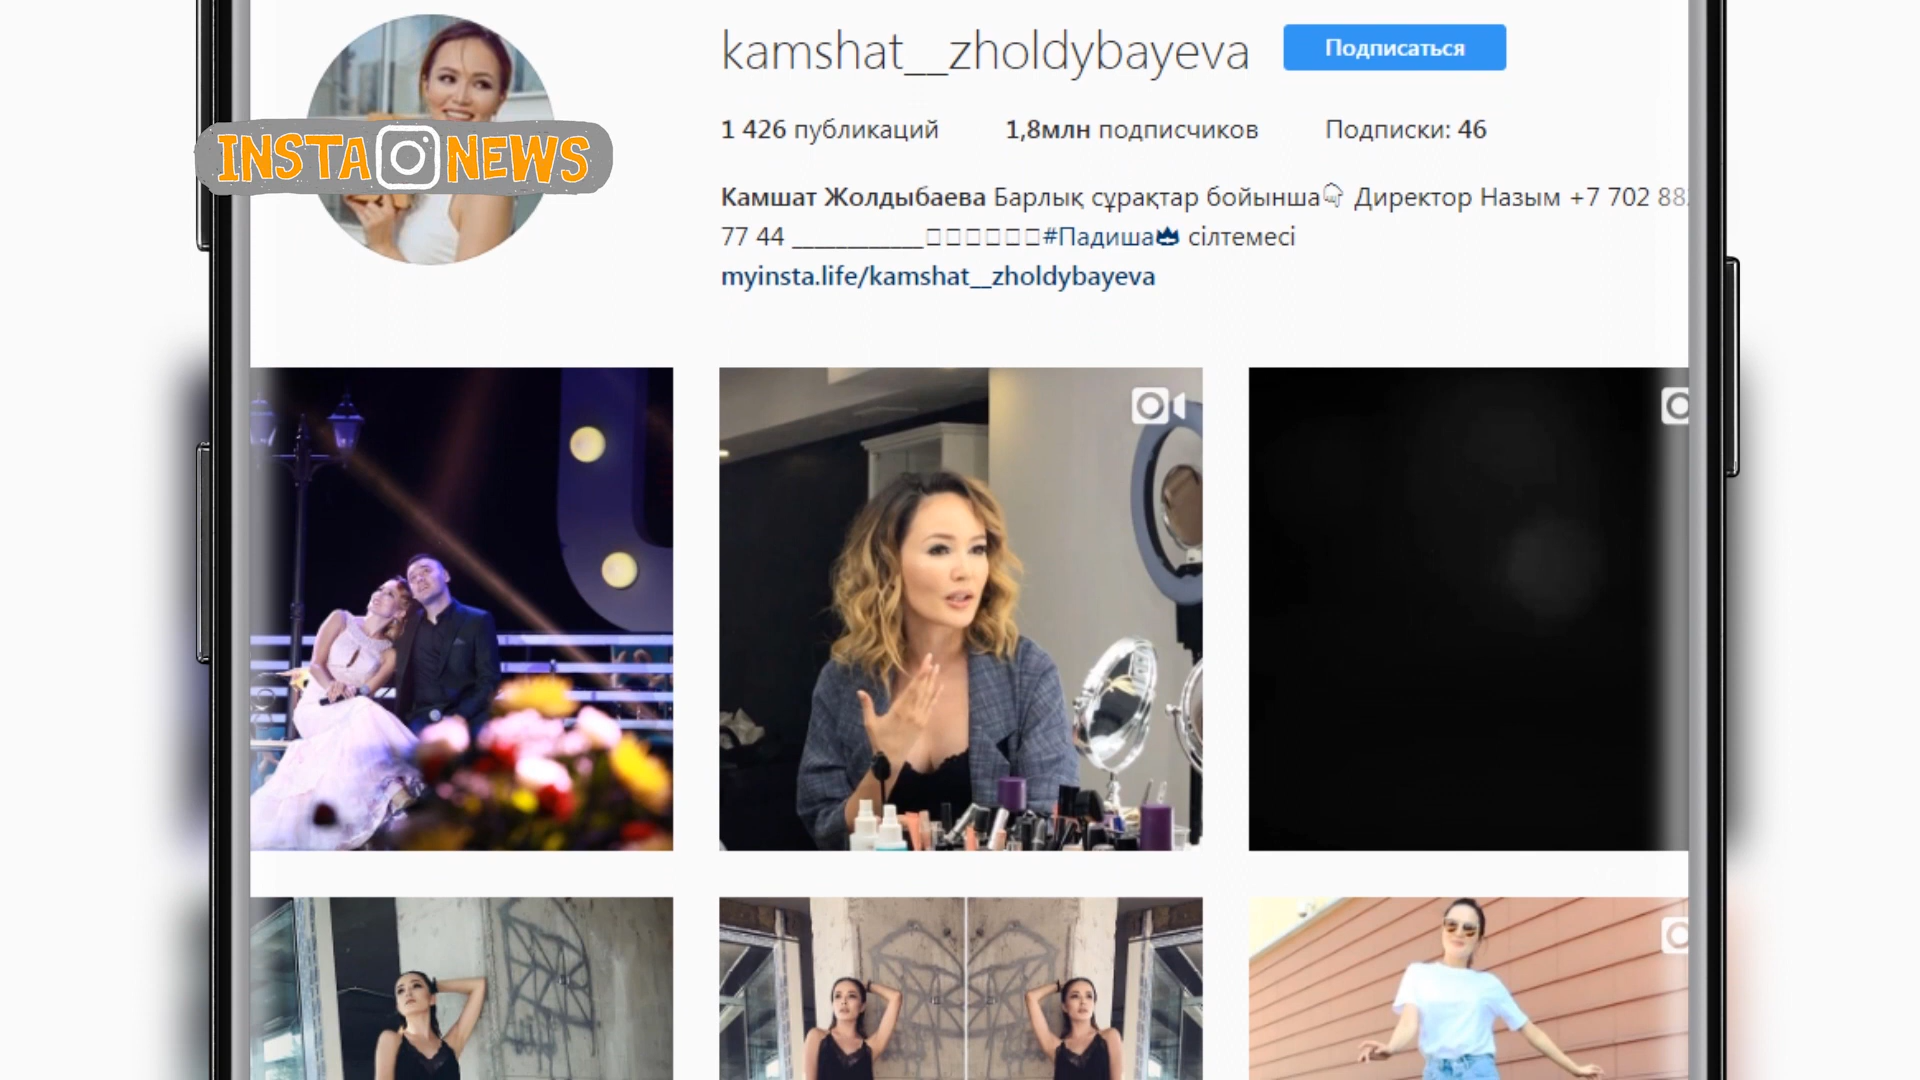 kamshat__zholdybayeva
Подписаться
INSTA NEWS
1 426 публикаций 1,8млн подписчиков Подписки: 46
Камшат Жолдыбаева Барлық сұрақтар бойынша👇 Директор Назым +7 702 88
77 44 ____________□□□□□□#Падиша сілтемесі
myinsta.life/kamshat__zholdybayeva